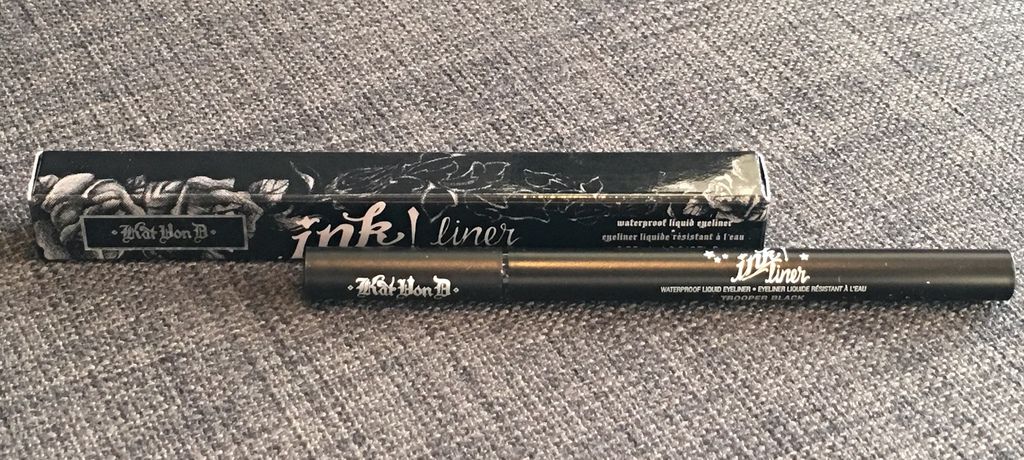 ·Kat Von D·
ink! liner
waterproof liquid eyeliner
eyeliner liquide résistant à l'eau
·Kat Von D·
ink liner
WATERPROOF LIQUID EYELINER • EYELINER LIQUIDE RÉSISTANT À L'EAU
TROOPER BLACK